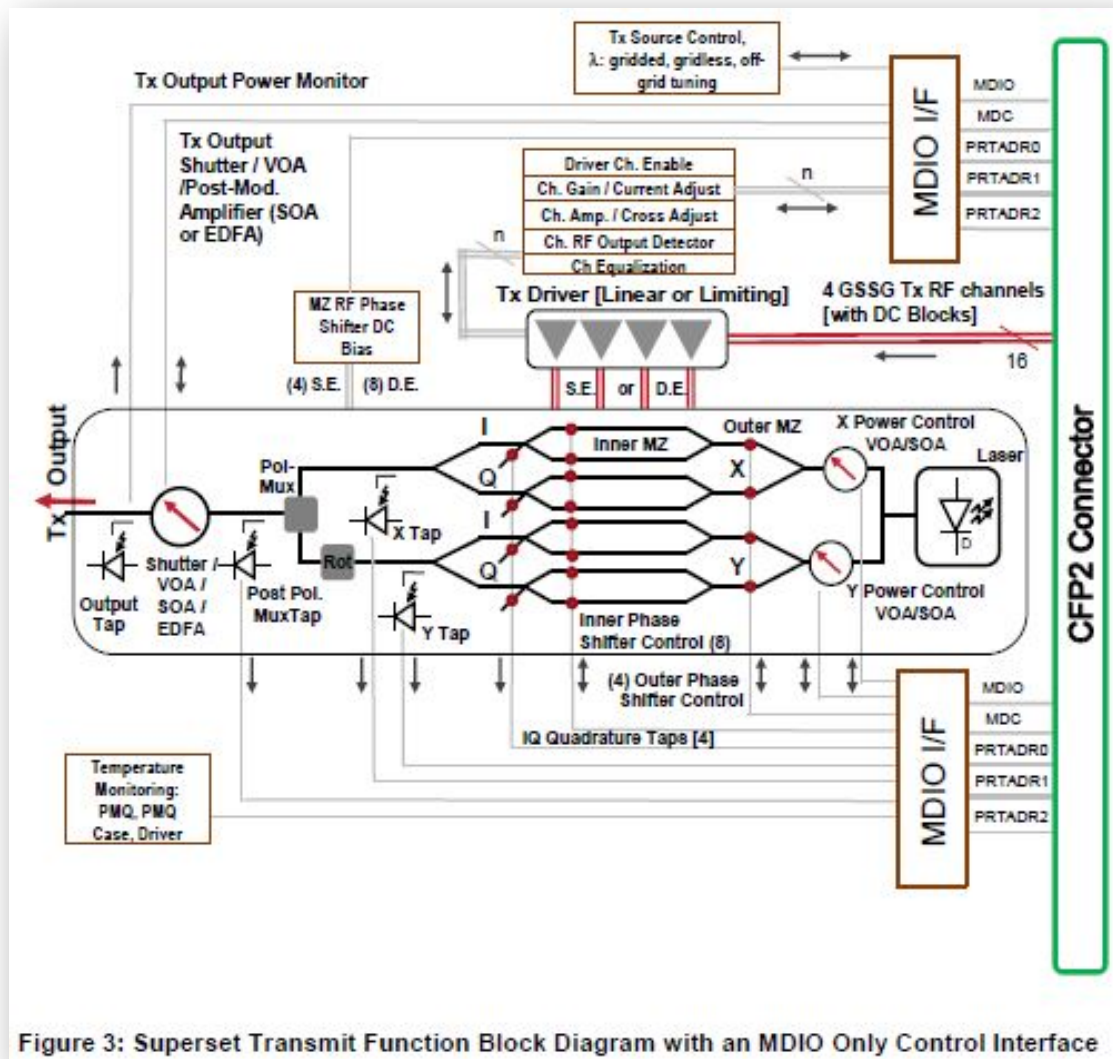 Tx Source Control,
λ: gridded, gridless, off-
grid tuning
Tx Output Power Monitor
MDIO I/F
MDIO
MDC
PRTADR0
PRTADR1
PRTADR2
Tx Output
Shutter / VOA
/Post-Mod.
Amplifier (SOA
or EDFA)
Driver Ch. Enable
Ch. Gain / Current Adjust
Ch. Amp. / Cross Adjust
Ch. RF Output Detector
Ch Equalization
n
n
Tx Driver [Linear or Limiting]
4 GSSG Tx RF channels
[with DC Blocks]
16
MZ RF Phase
Shifter DC
Bias
(4) S.E. (8) D.E.
S.E. or D.E.
CFP2 Connector
Tx Output
Output
Tap
Shutter /
VOA /
SOA /
EDFA
Post Pol.
MuxTap
Pol-
Mux
Rot
X Tap
Y Tap
I
Q
I
Q
Inner MZ
Outer MZ
X
Y
X Power Control
VOA/SOA
Laser
D
Y Power Control
VOA/SOA
Inner Phase
Shifter Control (8)
(4) Outer Phase
Shifter Control
IQ Quadrature Taps [4]
Temperature
Monitoring:
PMQ, PMQ
Case, Driver
MDIO I/F
MDIO
MDC
PRTADR0
PRTADR1
PRTADR2
Figure 3: Superset Transmit Function Block Diagram with an MDIO Only Control Interface